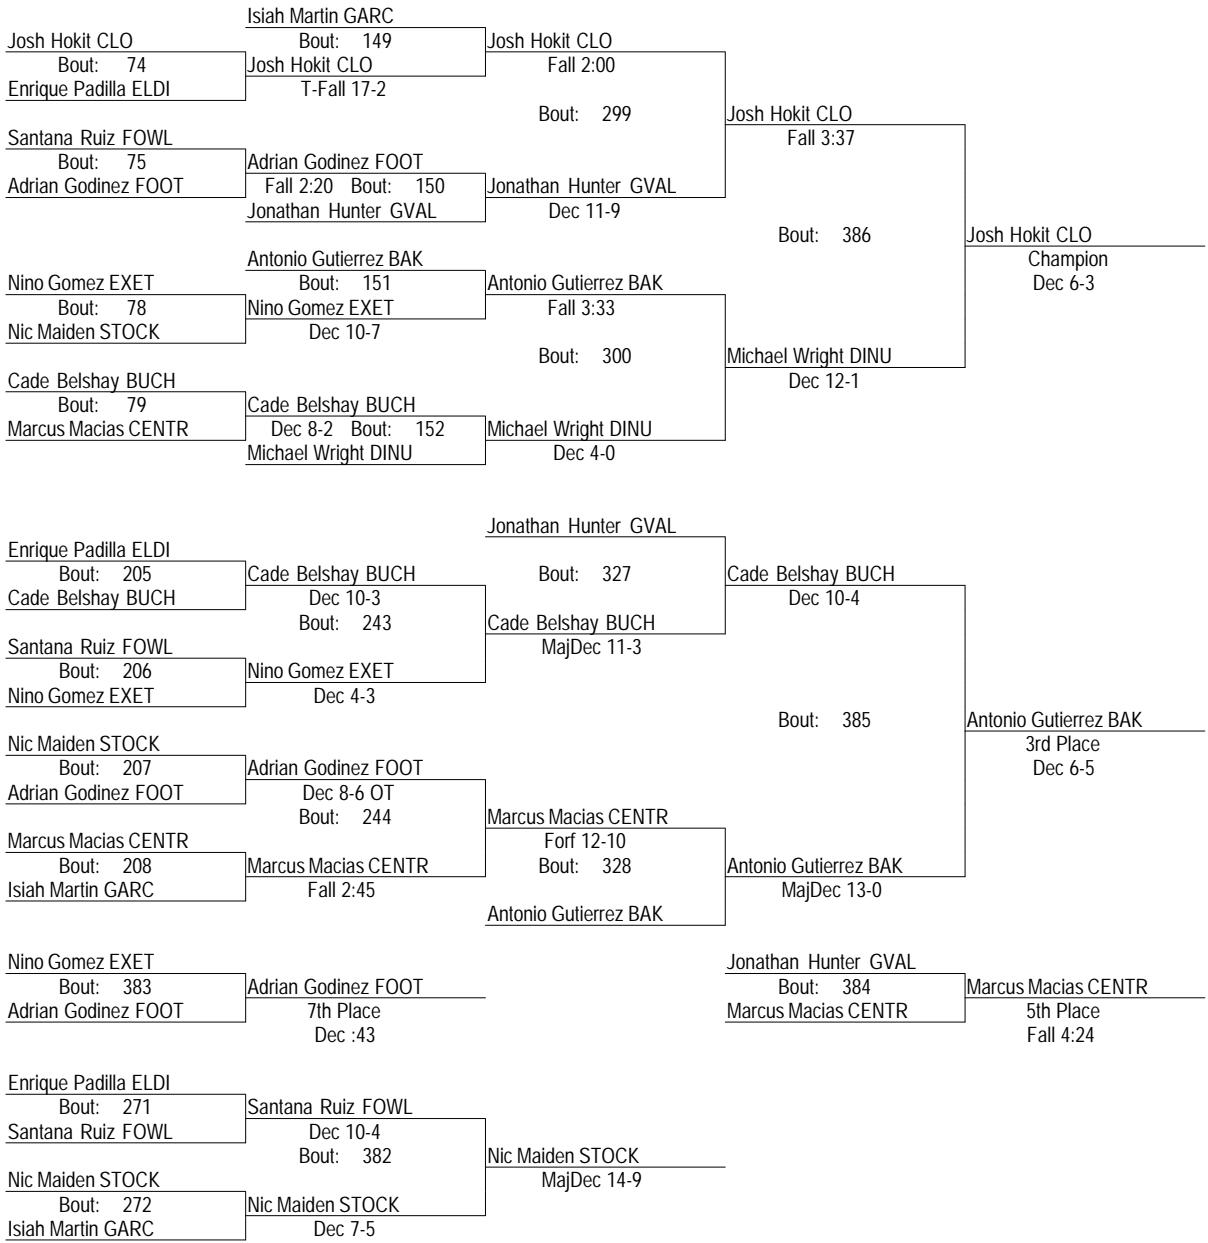 Isiah Martin GARC
Josh Hokit CLO
Bout: 149
Josh Hokit CLO
Bout: 74
Josh Hokit CLO
Fall 2:00
Enrique Padilla ELDI
T-Fall 17-2
Bout: 299
Josh Hokit CLO
Santana Ruiz FOWL
Fall 3:37
Bout: 75
Adrian Godinez FOOT
Adrian Godinez FOOT
Fall 2:20 Bout: 150
Jonathan Hunter GVAL
Jonathan Hunter GVAL
Dec 11-9
Bout: 386
Josh Hokit CLO
Antonio Gutierrez BAK
Champion
Nino Gomez EXET
Bout: 151
Antonio Gutierrez BAK
Dec 6-3
Bout: 78
Nino Gomez EXET
Fall 3:33
Nic Maiden STOCK
Dec 10-7
Bout: 300
Michael Wright DINU
Cade Belshay BUCH
Dec 12-1
Bout: 79
Cade Belshay BUCH
Marcus Macias CENTR
Dec 8-2 Bout: 152
Michael Wright DINU
Michael Wright DINU
Dec 4-0
Jonathan Hunter GVAL
Enrique Padilla ELDI
Bout: 205
Cade Belshay BUCH
Bout: 327
Cade Belshay BUCH
Cade Belshay BUCH
Dec 10-3
Dec 10-4
Bout: 243
Cade Belshay BUCH
Santana Ruiz FOWL
MajDec 11-3
Bout: 206
Nino Gomez EXET
Nino Gomez EXET
Dec 4-3
Bout: 385
Antonio Gutierrez BAK
Nic Maiden STOCK
3rd Place
Bout: 207
Adrian Godinez FOOT
Dec 6-5
Adrian Godinez FOOT
Dec 8-6 OT
Bout: 244
Marcus Macias CENTR
Marcus Macias CENTR
Forf 12-10
Bout: 208
Marcus Macias CENTR
Bout: 328
Antonio Gutierrez BAK
Isiah Martin GARC
Fall 2:45
MajDec 13-0
Antonio Gutierrez BAK
Nino Gomez EXET
Jonathan Hunter GVAL
Bout: 383
Adrian Godinez FOOT
Bout: 384
Marcus Macias CENTR
Adrian Godinez FOOT
7th Place
Marcus Macias CENTR
5th Place
Dec :43
Fall 4:24
Enrique Padilla ELDI
Bout: 271
Santana Ruiz FOWL
Santana Ruiz FOWL
Dec 10-4
Bout: 382
Nic Maiden STOCK
Nic Maiden STOCK
MajDec 14-9
Bout: 272
Nic Maiden STOCK
Isiah Martin GARC
Dec 7-5